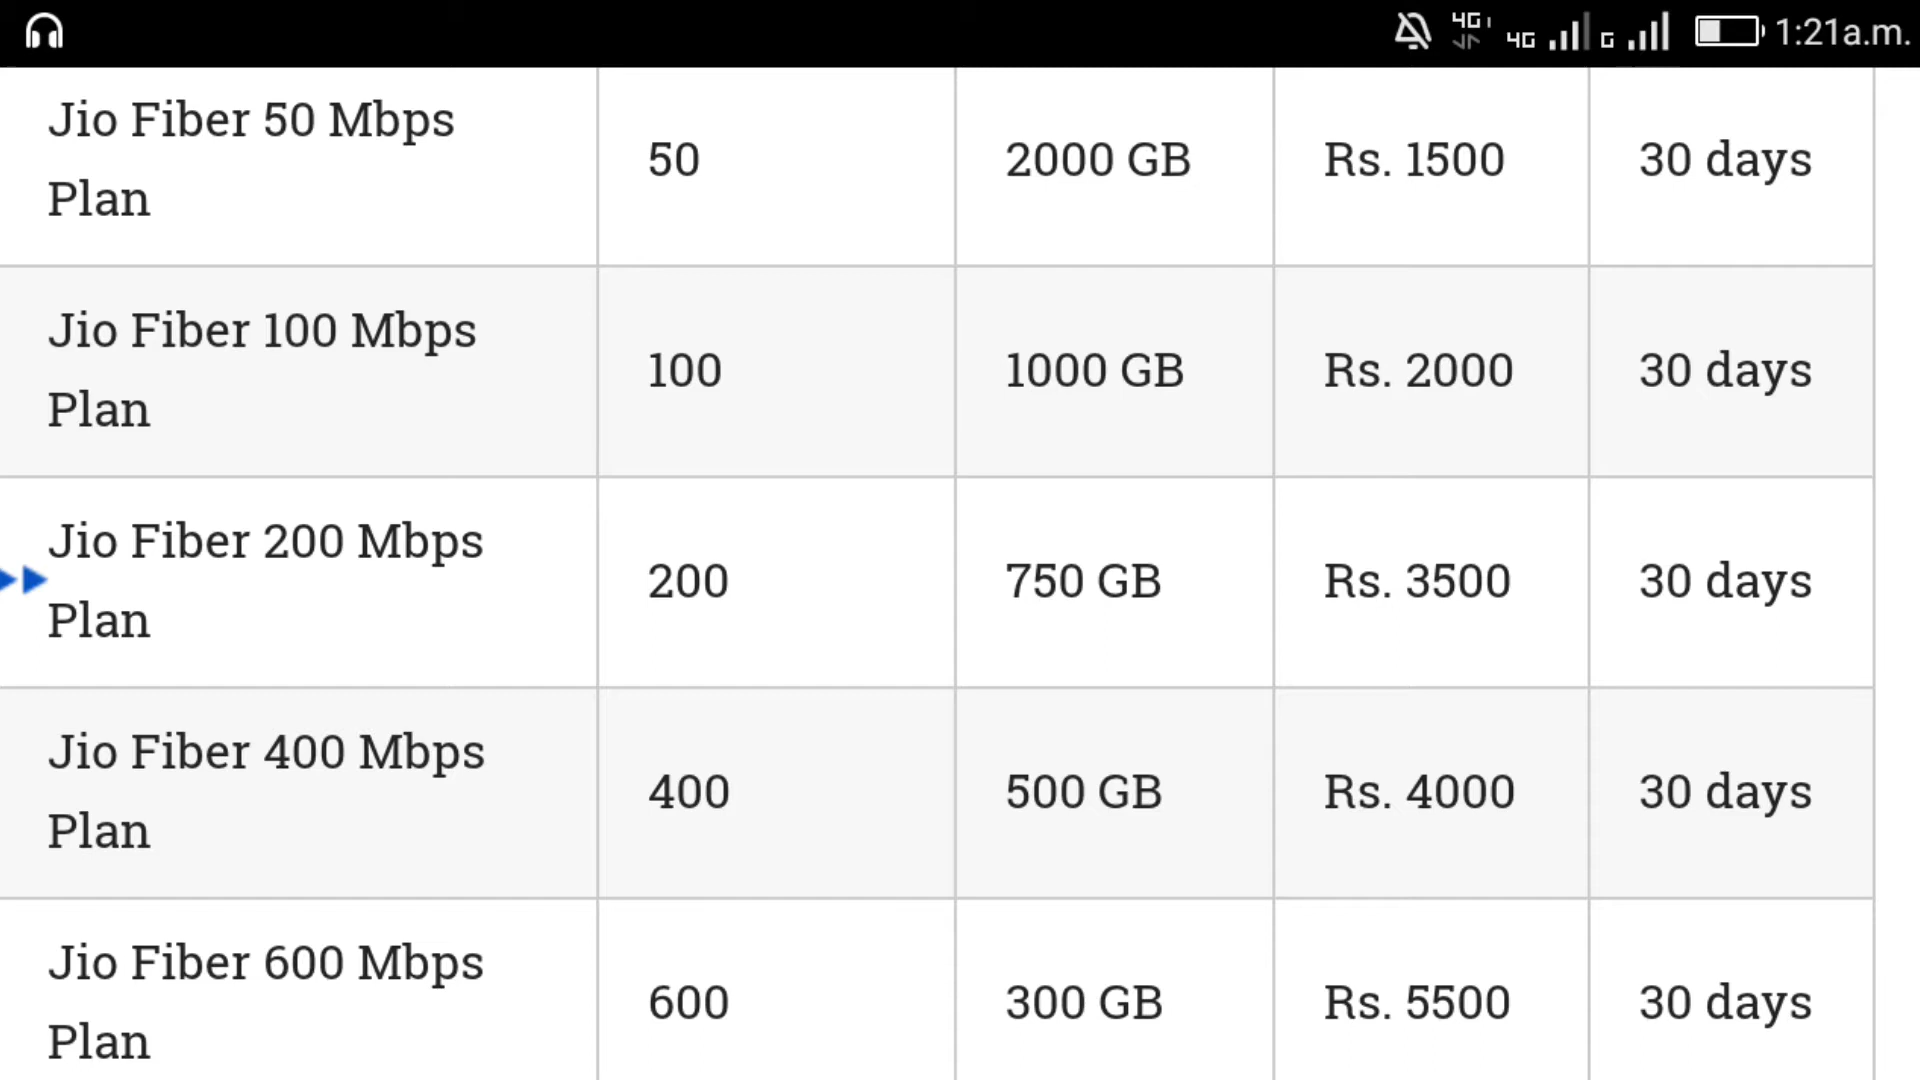 4G
4G G 1:21a.m.
Jio Fiber 50 Mbps
Plan
50
2000 GB
Rs. 1500
30 days
Jio Fiber 100 Mbps
Plan
100
1000 GB
Rs. 2000
30 days
Jio Fiber 200 Mbps
Plan
200
750 GB
Rs. 3500
30 days
Jio Fiber 400 Mbps
Plan
400
500 GB
Rs. 4000
30 days
Jio Fiber 600 Mbps
Plan
600
300 GB
Rs. 5500
30 days